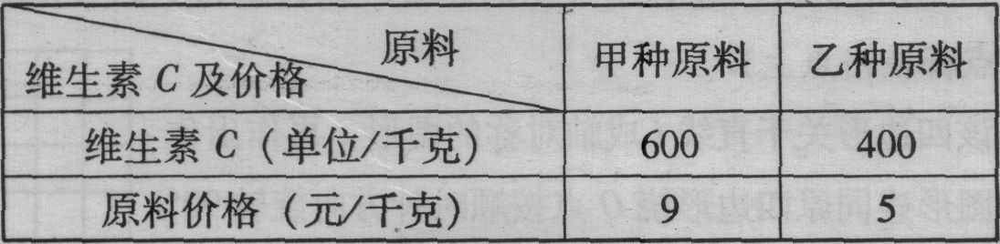 原料 甲种原料 乙种原料
维生素 C 及价格
维生素 C（单位/千克） 600 400
原料价格（元/千克） 9 5